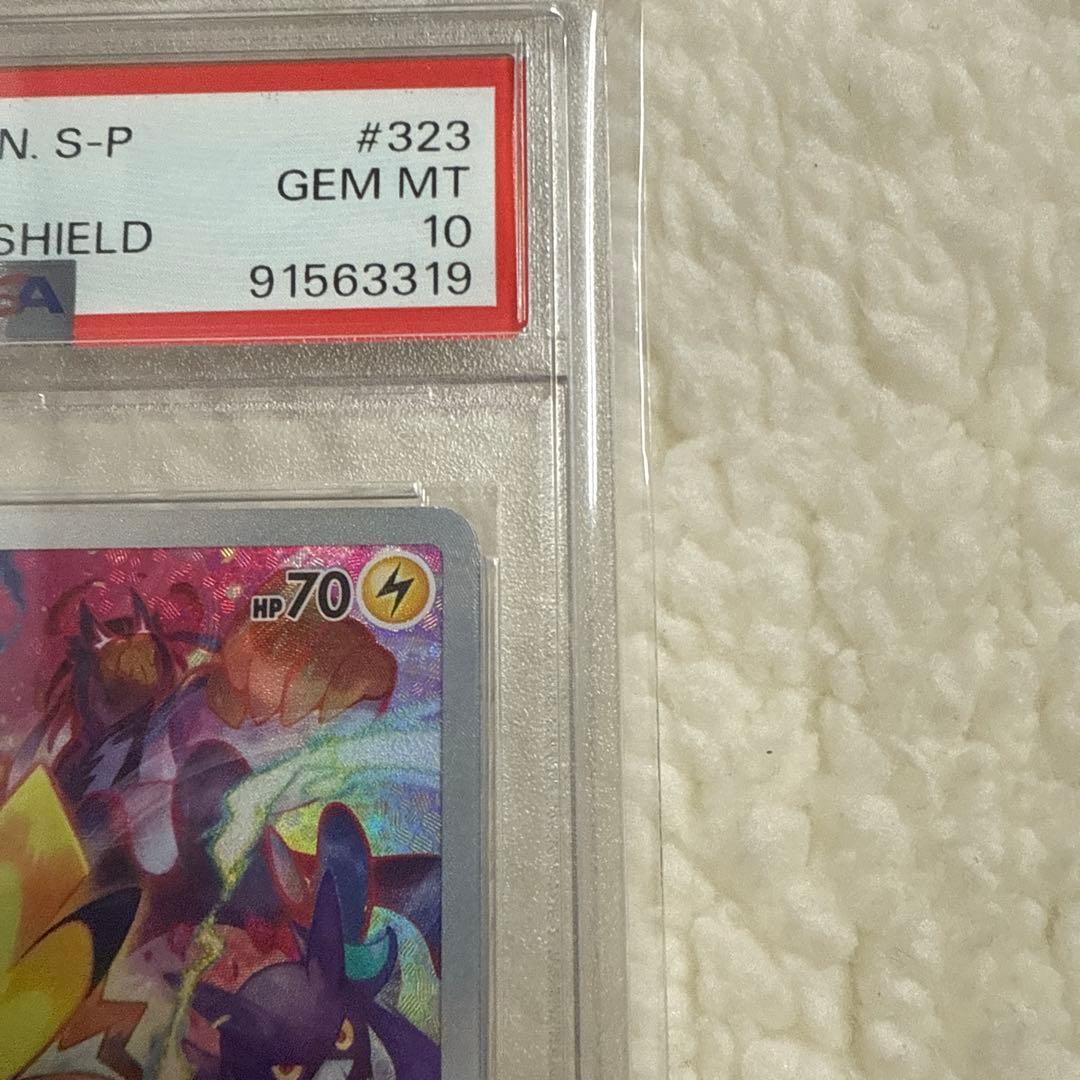 N. S-P #323
GEM MT
SHIELD 10
91563319
SA
HP70